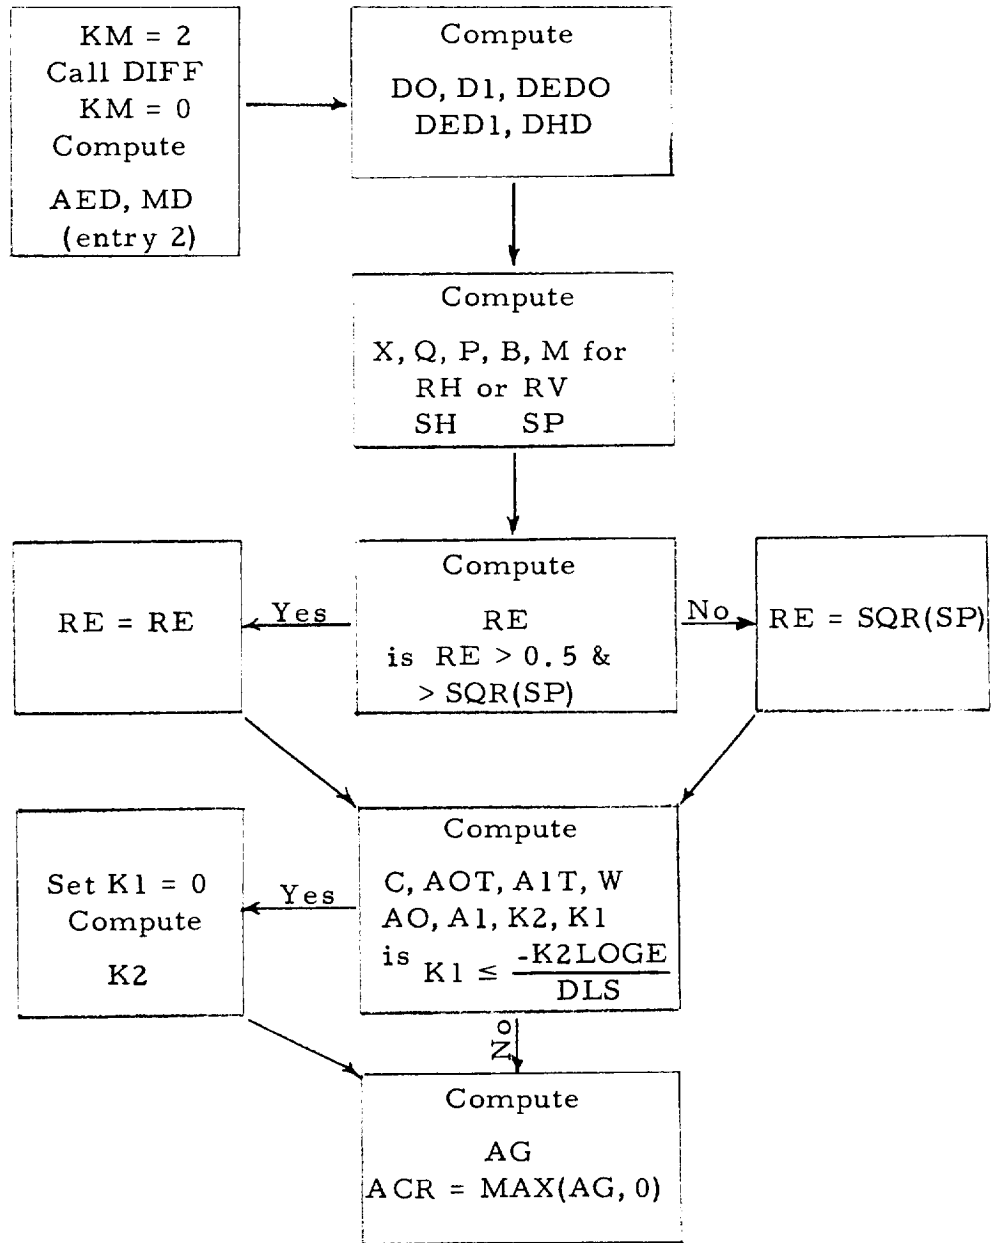 KM = 2
Call DIFF
KM = 0
Compute
AED, MD
(entry 2)
Compute
DO, D1, DEDO
DED1, DHD
Compute
X, Q, P, B, M for
RH or RV
SH SP
Compute
RE
is RE > 0.5 &
> SQR(SP)
Yes
RE = RE
No
RE = SQR(SP)
Compute
C, AOT, A1T, W
AO, A1, K2, K1
is K1 ≤ -K2LOGE
DLS
Yes
Set K1 = 0
Compute
K2
No
Compute
AG
ACR = MAX(AG, 0)